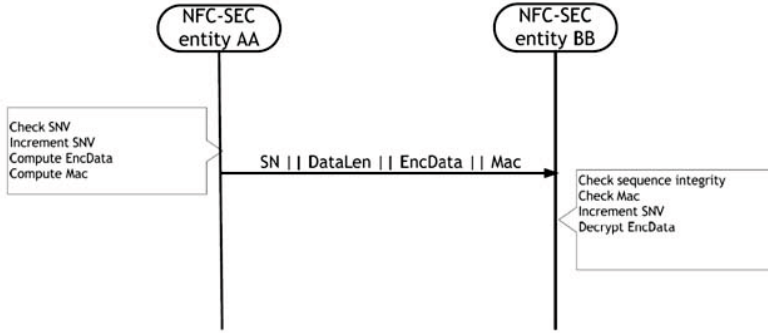 NFC-SEC
entity AA
NFC-SEC
entity BB
Check SNV
Increment SNV
Compute EncData
Compute Mac
SN || DataLen || EncData || Mac
Check sequence integrity
Check Mac
Increment SNV
Decrypt EncData